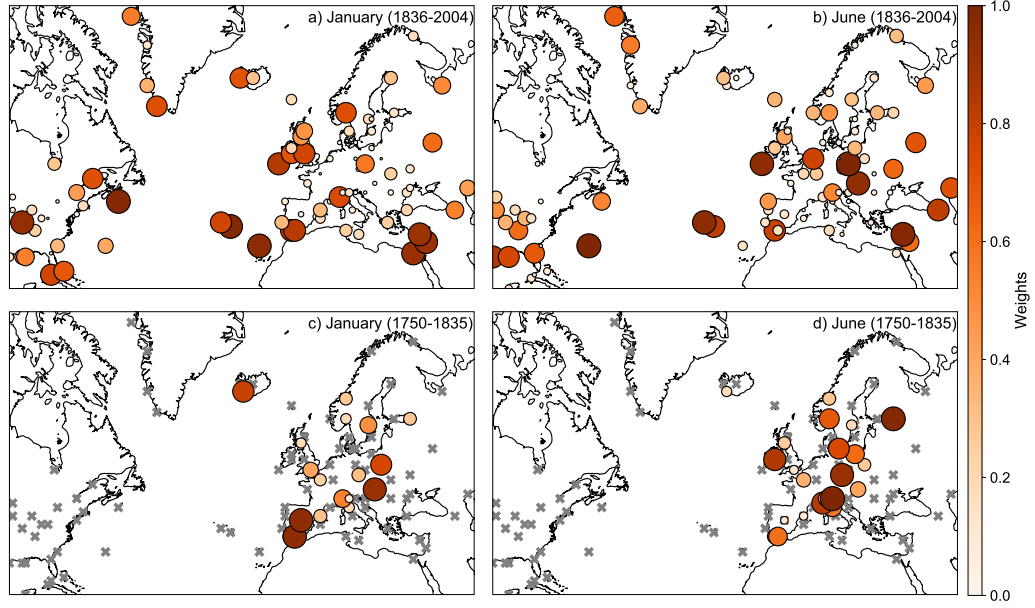 a) January (1836-2004)
b) June (1836-2004)
c) January (1750-1835)
d) June (1750-1835)
1.0
0.8
0.6
0.4
0.2
0.0
Weights